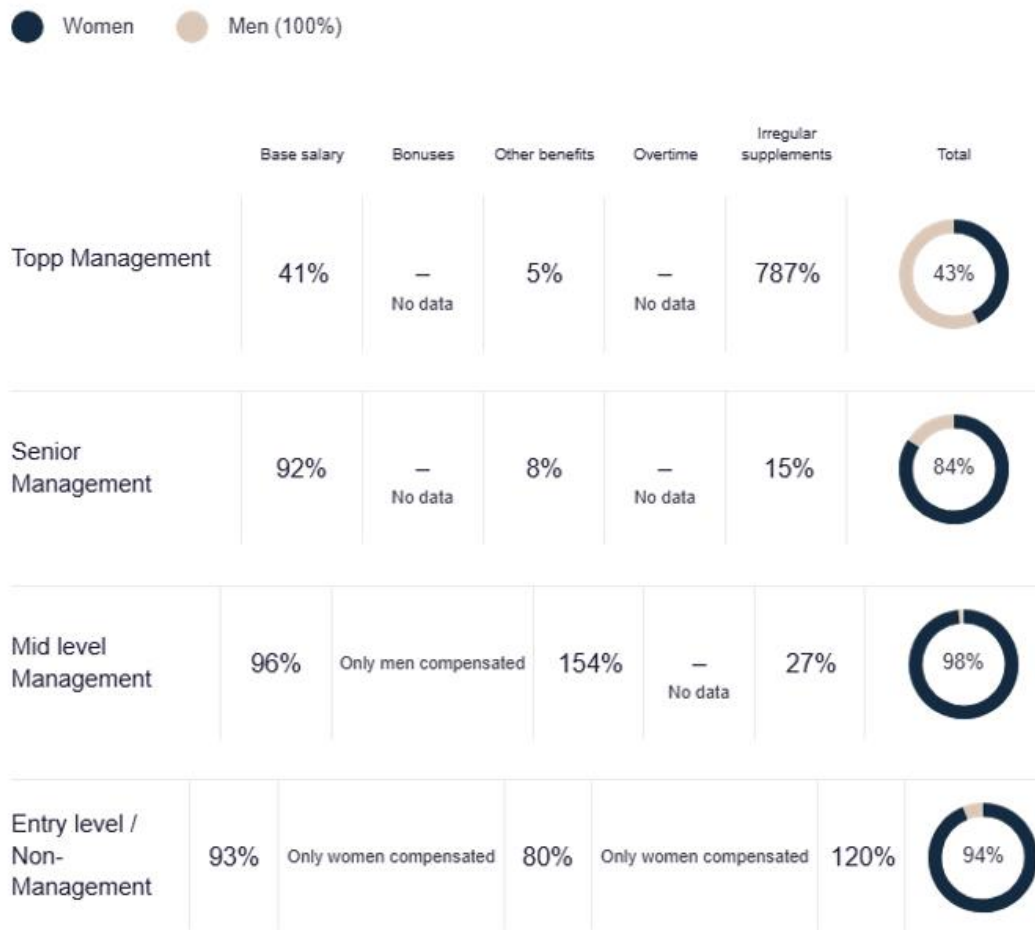 Women Men (100%)
Base salary Bonuses Other benefits Overtime Irregular supplements Total
Topp Management 41% – No data 5% – No data 787% 43%
Senior Management 92% – No data 8% – No data 15% 84%
Mid level Management 96% Only men compensated 154% – No data 27% 98%
Entry level / Non-Management 93% Only women compensated 80% Only women compensated 120% 94%